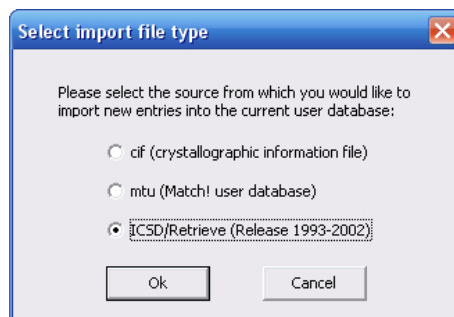 Select import file type
Please select the source from which you would like to
import new entries into the current user database:
cif (crystallographic information file)
mtu (Match! user database)
ICSD/Retrieve (Release 1993-2002)
Ok Cancel